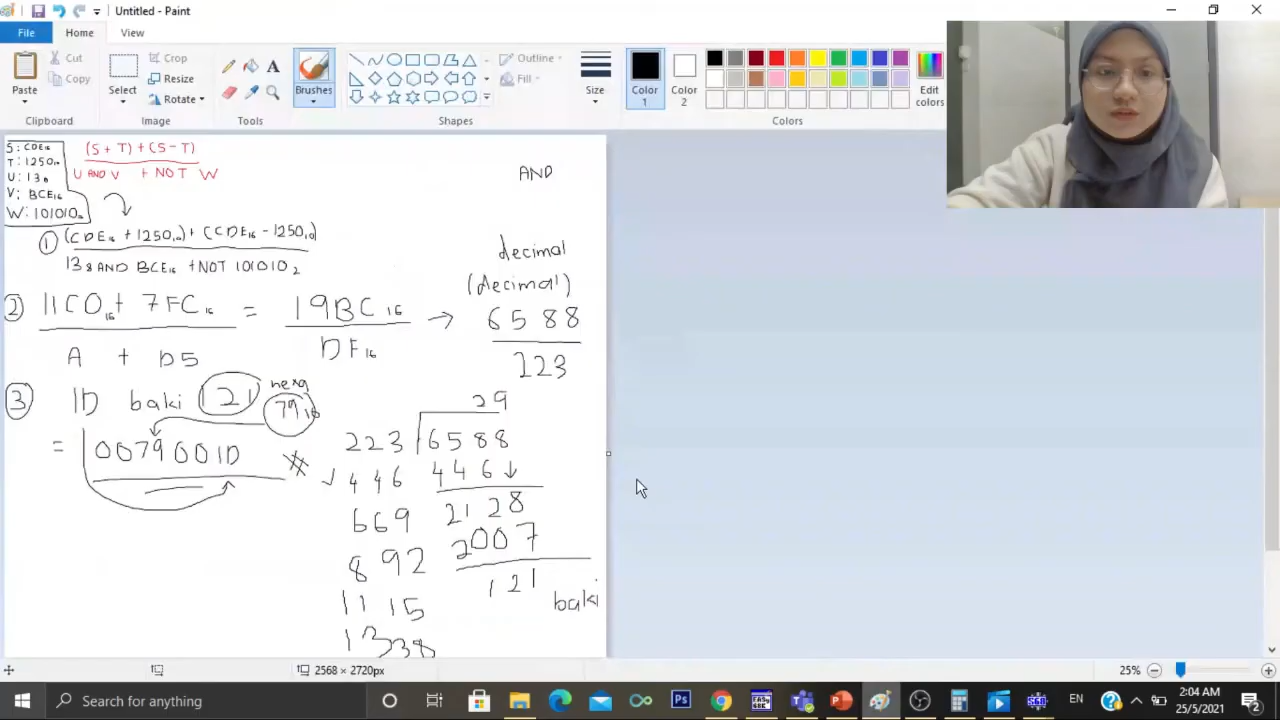 Untitled - Paint
File Home View
Paste Cut Copy Clipboard
Select Crop Resize Rotate Image
Tools
Brushes
Outline Fill Shapes
Size
Color 1 Color 2 Edit colors Colors
S: CDE16
T: 125010
U: 138
V: BCE16
W: 1010102
(S + T) + (S - T)
U AND V + NOT W
AND
① (CDE16 + 125010) + (CDE16 - 125010)
138 AND BCE16 + NOT 1010102
② 11C016 + 7FC16 = 19BC16 →
A + D5 DF16
decimal
(decimal)
6588
223
③ 1D baki 121 hexa 7916
= 0079001D *
29
223 6588
446 446↓
669 2128
892 2007
1115 121 baki
1338
2568 × 2720px
25%
Search for anything
Ps
EN
2:04 AM
25/5/2021